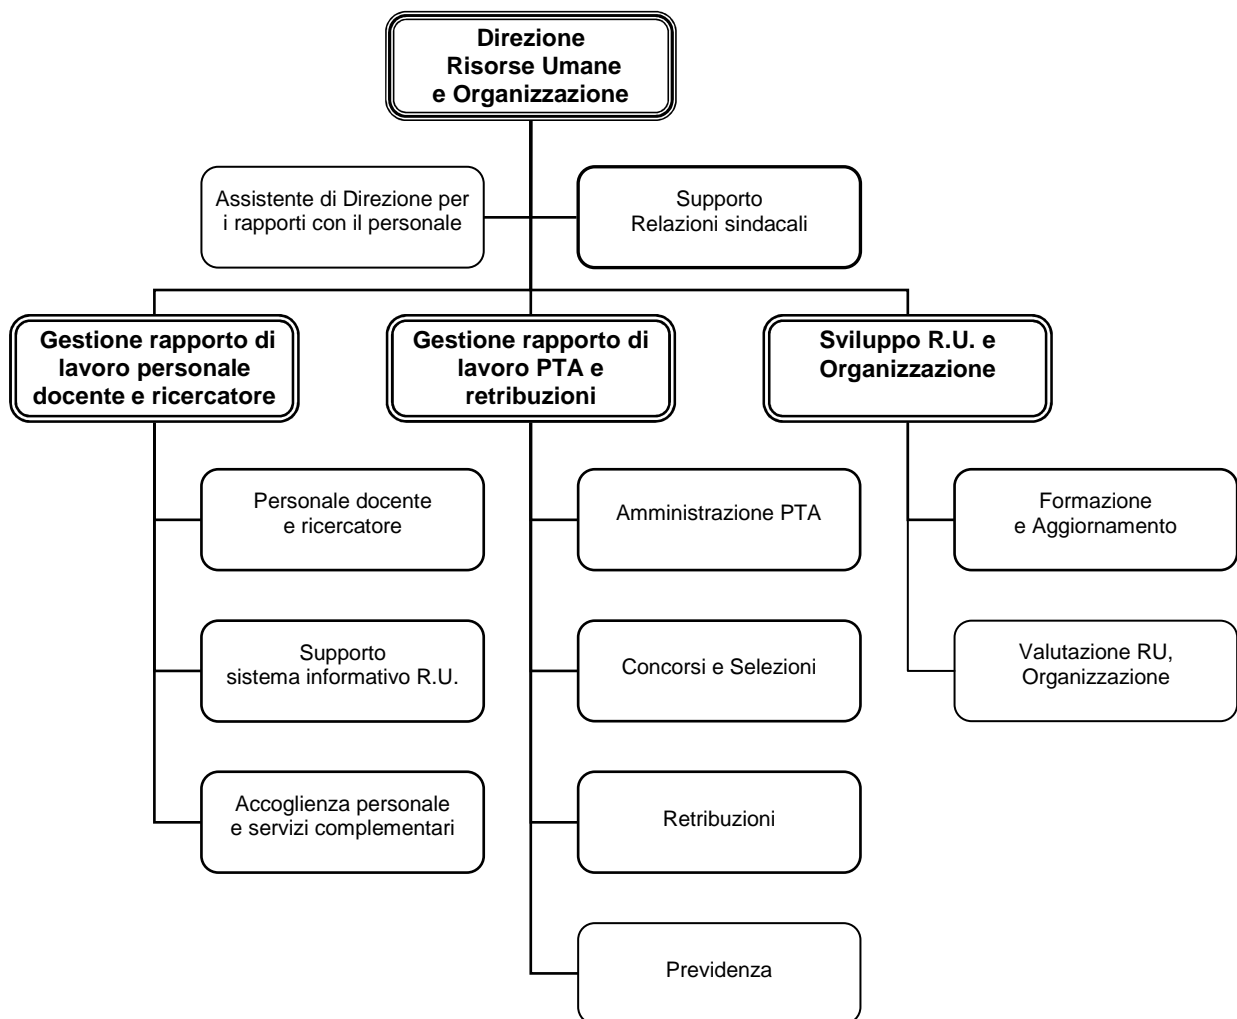 Direzione
Risorse Umane
e Organizzazione
Assistente di Direzione per
i rapporti con il personale
Supporto
Relazioni sindacali
Gestione rapporto di
lavoro personale
docente e ricercatore
Gestione rapporto di
lavoro PTA e
retribuzioni
Sviluppo R.U. e
Organizzazione
Personale docente
e ricercatore
Amministrazione PTA
Formazione
e Aggiornamento
Supporto
sistema informativo R.U.
Concorsi e Selezioni
Valutazione RU,
Organizzazione
Accoglienza personale
e servizi complementari
Retribuzioni
Previdenza